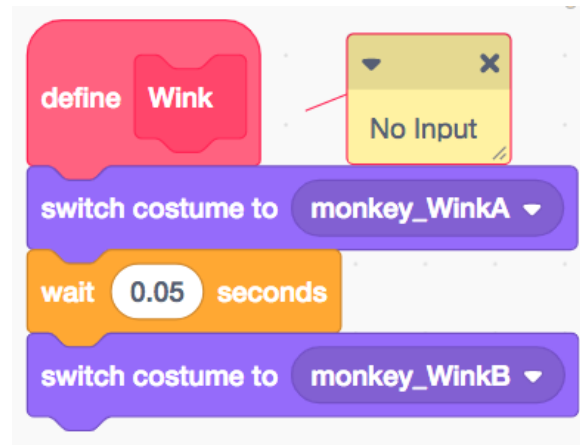 define Wink
No Input
switch costume to monkey_WinkA
wait 0.05 seconds
switch costume to monkey_WinkB